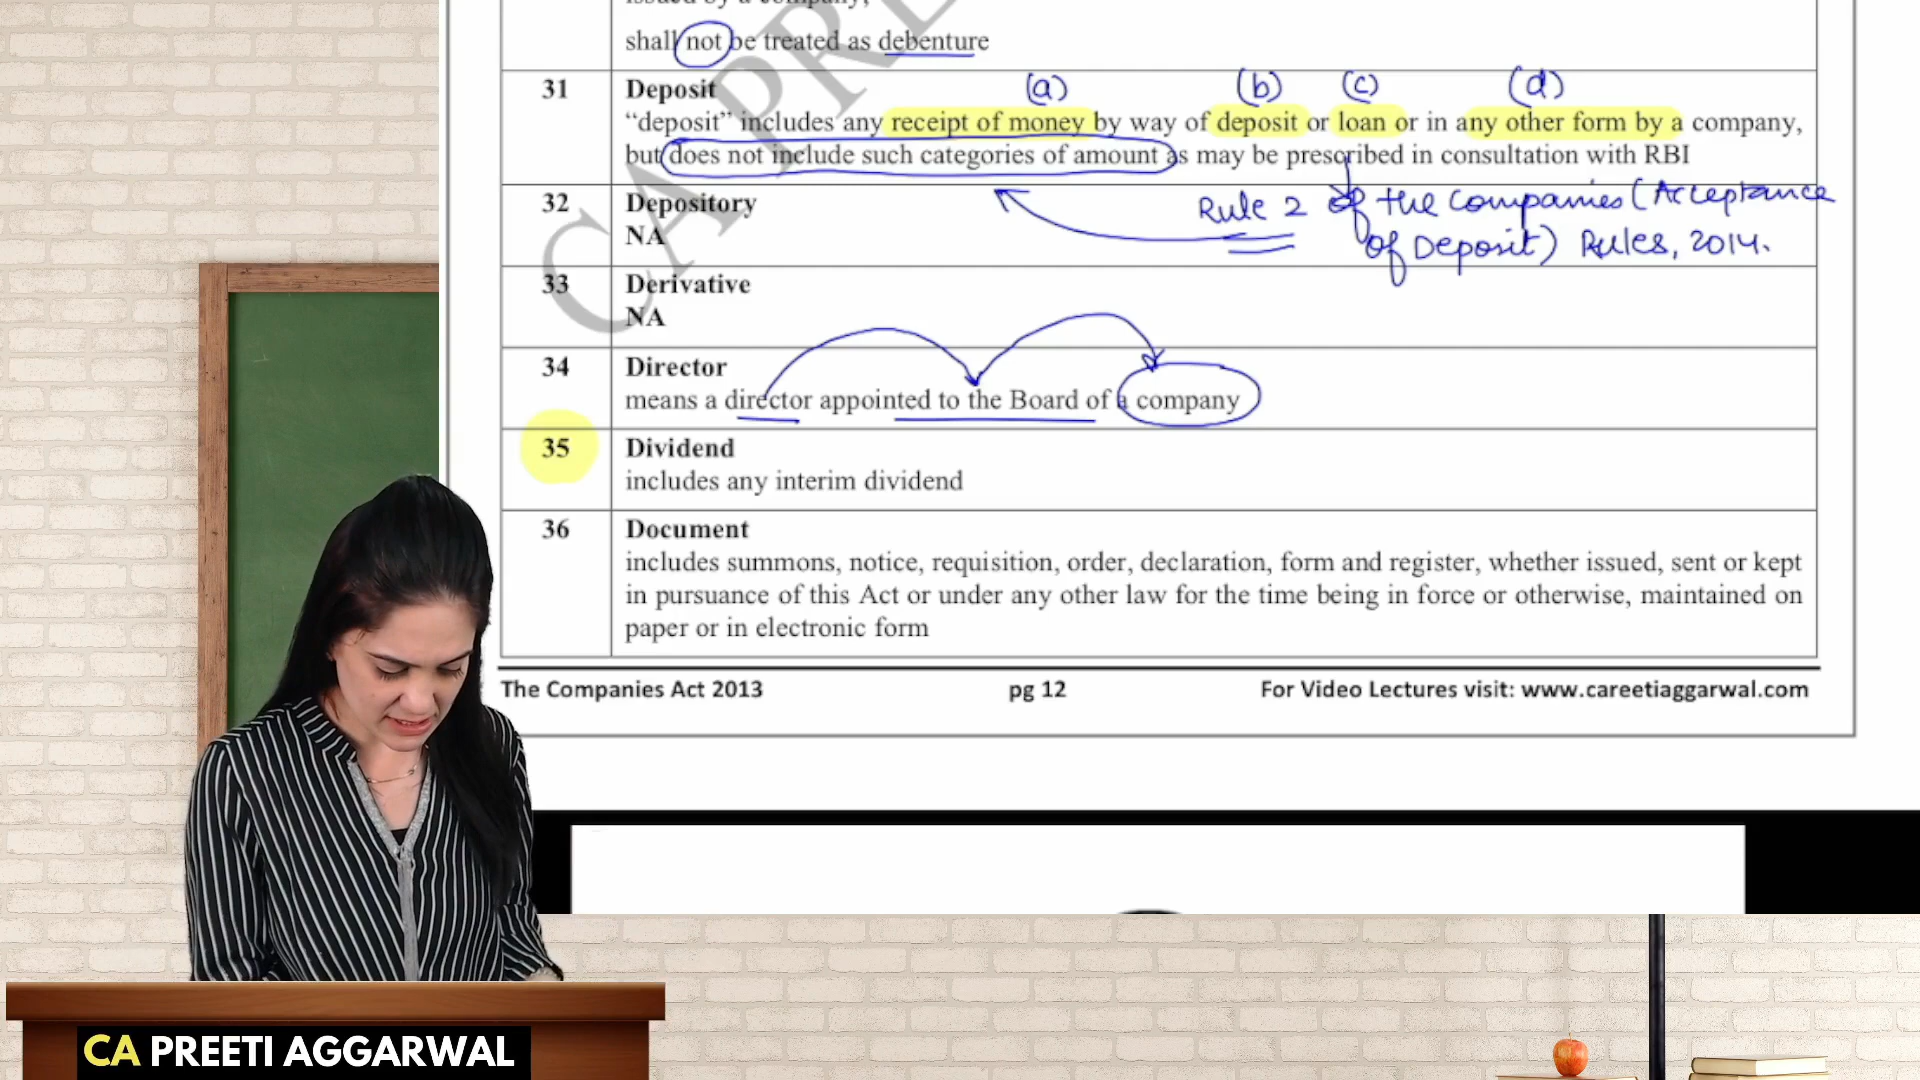 shall not be treated as debenture
31 Deposit (a) (b) (c) (d)
“deposit” includes any receipt of money by way of deposit or loan or in any other form by a company,
but does not include such categories of amount as may be prescribed in consultation with RBI
32 Depository
NA
Rule 2 of the Companies (Acceptance
of Deposit) Rules, 2014.
33 Derivative
NA
34 Director
means a director appointed to the Board of a company
35 Dividend
includes any interim dividend
36 Document
includes summons, notice, requisition, order, declaration, form and register, whether issued, sent or kept
in pursuance of this Act or under any other law for the time being in force or otherwise, maintained on
paper or in electronic form
The Companies Act 2013 pg 12 For Video Lectures visit: www.careetiaggarwal.com
CA PRE
CA PREETI AGGARWAL